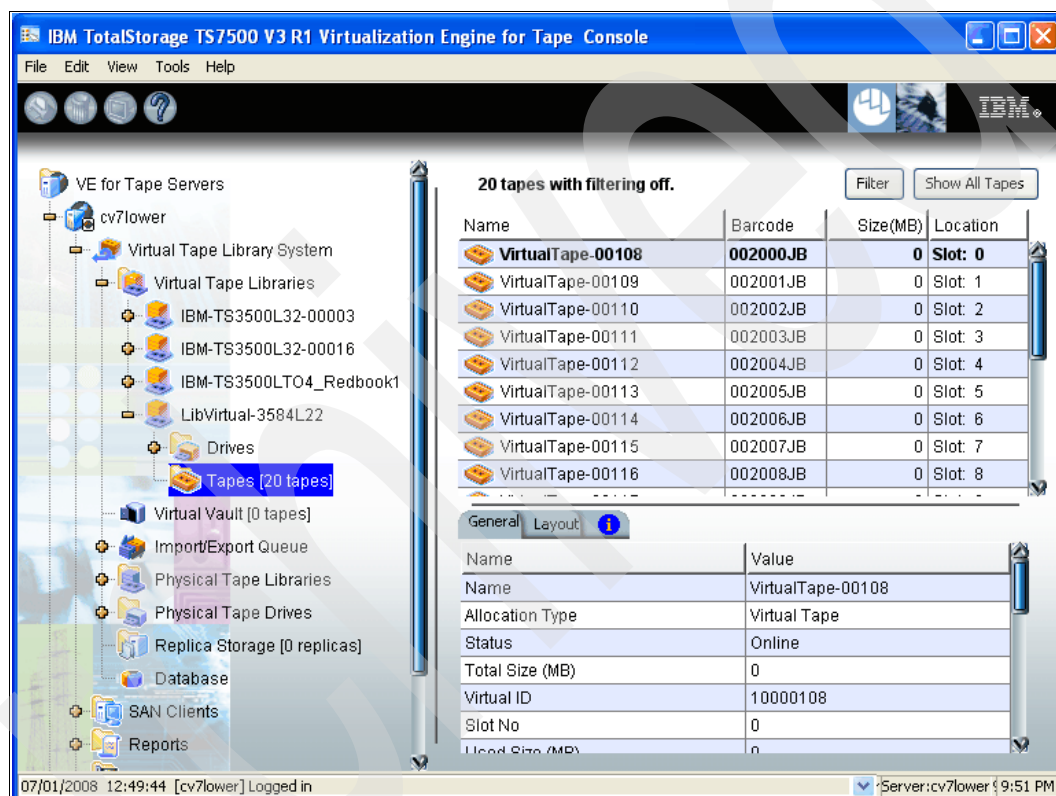 IBM TotalStorage TS7500 V3 R1 Virtualization Engine for Tape Console
File Edit View Tools Help
IBM
VE for Tape Servers
cv7lower
Virtual Tape Library System
Virtual Tape Libraries
IBM-TS3500L32-00003
IBM-TS3500L32-00016
IBM-TS3500LTO4_Redbook1
LibVirtual-3584L22
Drives
Tapes [20 tapes]
Virtual Vault [0 tapes]
Import/Export Queue
Physical Tape Libraries
Physical Tape Drives
Replica Storage [0 replicas]
Database
SAN Clients
Reports
20 tapes with filtering off.
Filter
Show All Tapes
Name Barcode Size(MB) Location
VirtualTape-00108 002000JB 0 Slot: 0
VirtualTape-00109 002001JB 0 Slot: 1
VirtualTape-00110 002002JB 0 Slot: 2
VirtualTape-00111 002003JB 0 Slot: 3
VirtualTape-00112 002004JB 0 Slot: 4
VirtualTape-00113 002005JB 0 Slot: 5
VirtualTape-00114 002006JB 0 Slot: 6
VirtualTape-00115 002007JB 0 Slot: 7
VirtualTape-00116 002008JB 0 Slot: 8
General Layout
Name Value
Name VirtualTape-00108
Allocation Type Virtual Tape
Status Online
Total Size (MB) 0
Virtual ID 10000108
Slot No 0
Used Size (MB) 0
07/01/2008 12:49:44 [cv7lower] Logged in
Server:cv7lower 9:51 PM